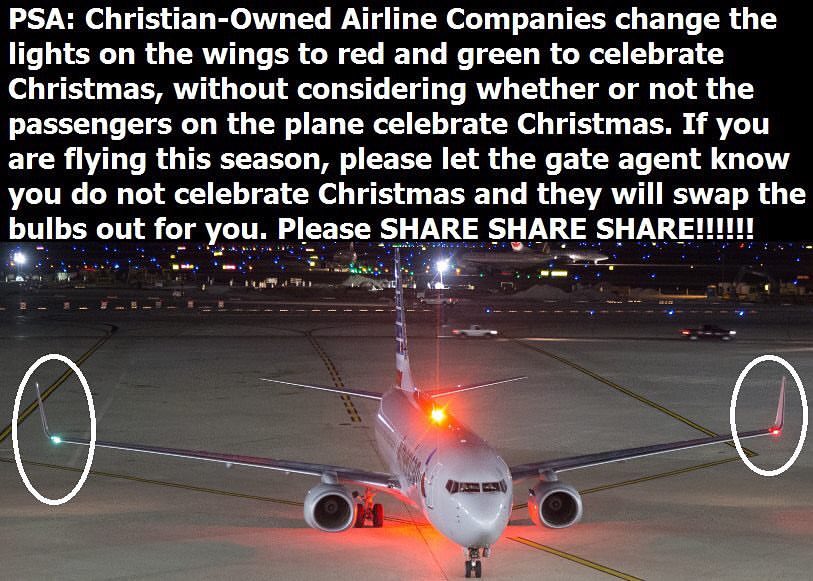 PSA: Christian-Owned Airline Companies change the
lights on the wings to red and green to celebrate
Christmas, without considering whether or not the
passengers on the plane celebrate Christmas. If you
are flying this season, please let the gate agent know
you do not celebrate Christmas and they will swap the
bulbs out for you. Please SHARE SHARE SHARE!!!!!!